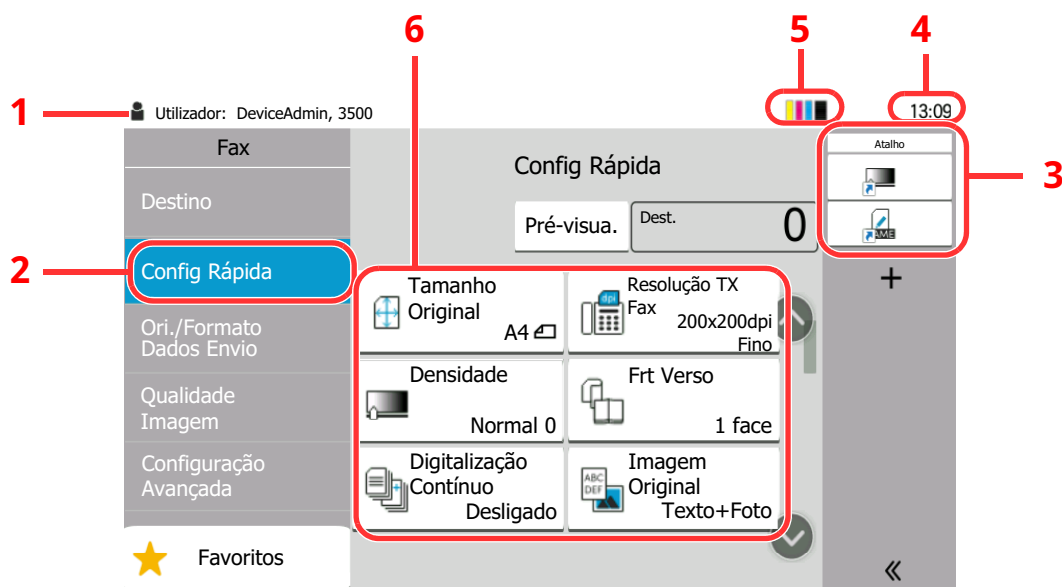 6
5
4
1
Utilizador: DeviceAdmin, 3500
13:09
Fax
Config Rápida
Atalho
3
Destino
Pré-visua.
Dest.
0
AME
2
Config Rápida
+
Tamanho
Original
A4
dpi
Resolução TX
Fax
200x200dpi
Fino
Ori./Formato
Dados Envio
Densidade
Normal 0
Frt Verso
1 face
Qualidade
Imagem
Configuração
Avançada
Digitalização
Contínuo
Desligado
ABC
DEF
Imagem
Original
Texto+Foto
Favoritos
«